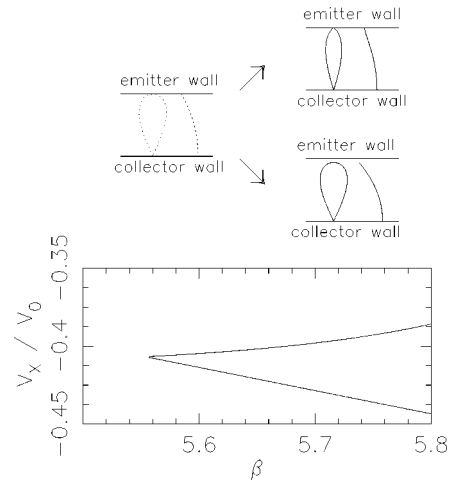 emitter wall
collector wall
emitter wall
collector wall
emitter wall
collector wall
V_X / V_0
-0.35
-0.4
-0.45
5.6
5.7
5.8
β